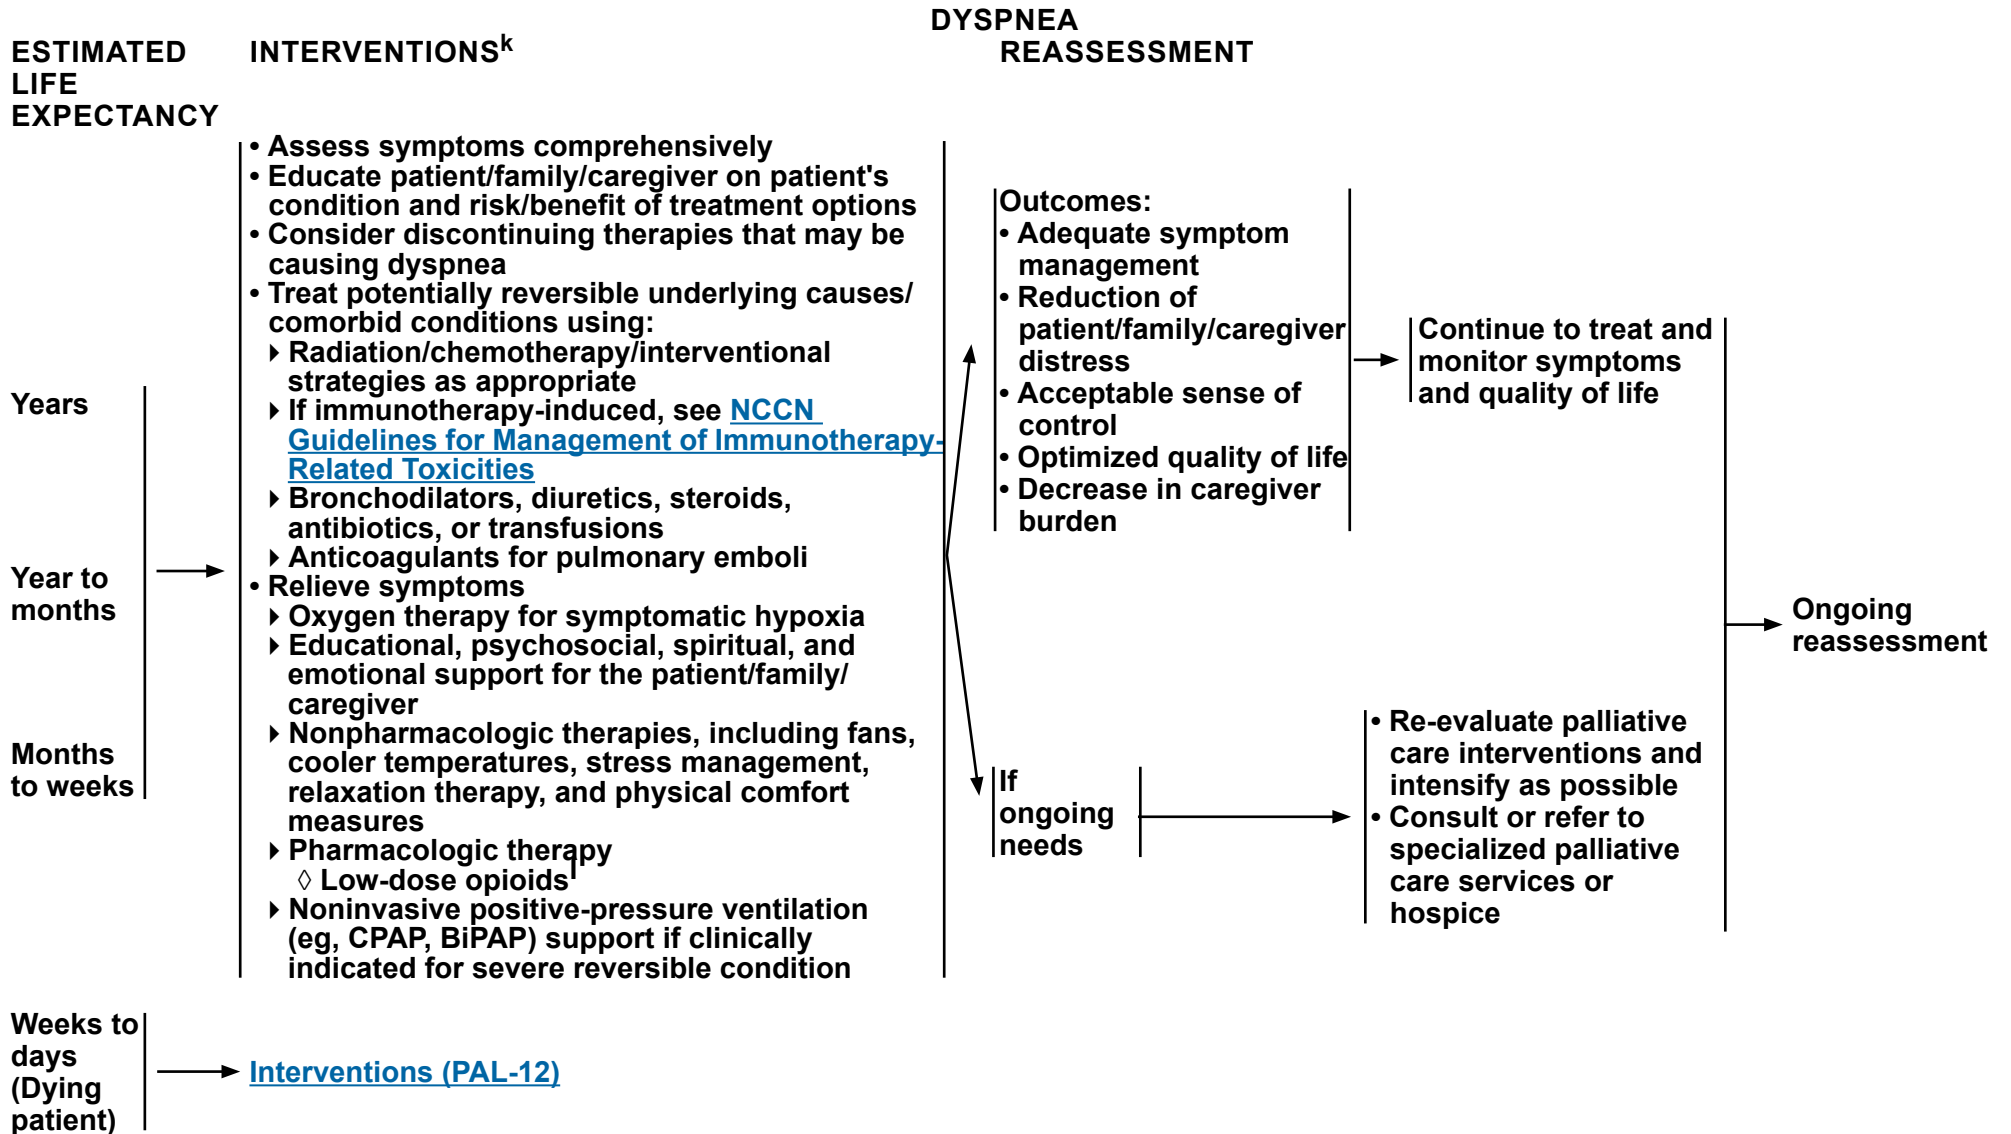 DYSPNEA
ESTIMATED
LIFE
EXPECTANCY
INTERVENTIONSk
REASSESSMENT
Years
Year to
months
Months
to weeks
• Assess symptoms comprehensively
• Educate patient/family/caregiver on patient's
condition and risk/benefit of treatment options
• Consider discontinuing therapies that may be
causing dyspnea
• Treat potentially reversible underlying causes/
comorbid conditions using:
▸ Radiation/chemotherapy/interventional
strategies as appropriate
▸ If immunotherapy-induced, see NCCN
Guidelines for Management of Immunotherapy-
Related Toxicities
▸ Bronchodilators, diuretics, steroids,
antibiotics, or transfusions
▸ Anticoagulants for pulmonary emboli
• Relieve symptoms
▸ Oxygen therapy for symptomatic hypoxia
▸ Educational, psychosocial, spiritual, and
emotional support for the patient/family/
caregiver
▸ Nonpharmacologic therapies, including fans,
cooler temperatures, stress management,
relaxation therapy, and physical comfort
measures
▸ Pharmacologic therapy
◊ Low-dose opioidsl
▸ Noninvasive positive-pressure ventilation
(eg, CPAP, BiPAP) support if clinically
indicated for severe reversible condition
Outcomes:
• Adequate symptom
management
• Reduction of
patient/family/caregiver
distress
• Acceptable sense of
control
• Optimized quality of life
• Decrease in caregiver
burden
Continue to treat and
monitor symptoms
and quality of life
If
ongoing
needs
• Re-evaluate palliative
care interventions and
intensify as possible
• Consult or refer to
specialized palliative
care services or
hospice
Ongoing
reassessment
Weeks to
days
(Dying
patient)
Interventions (PAL-12)